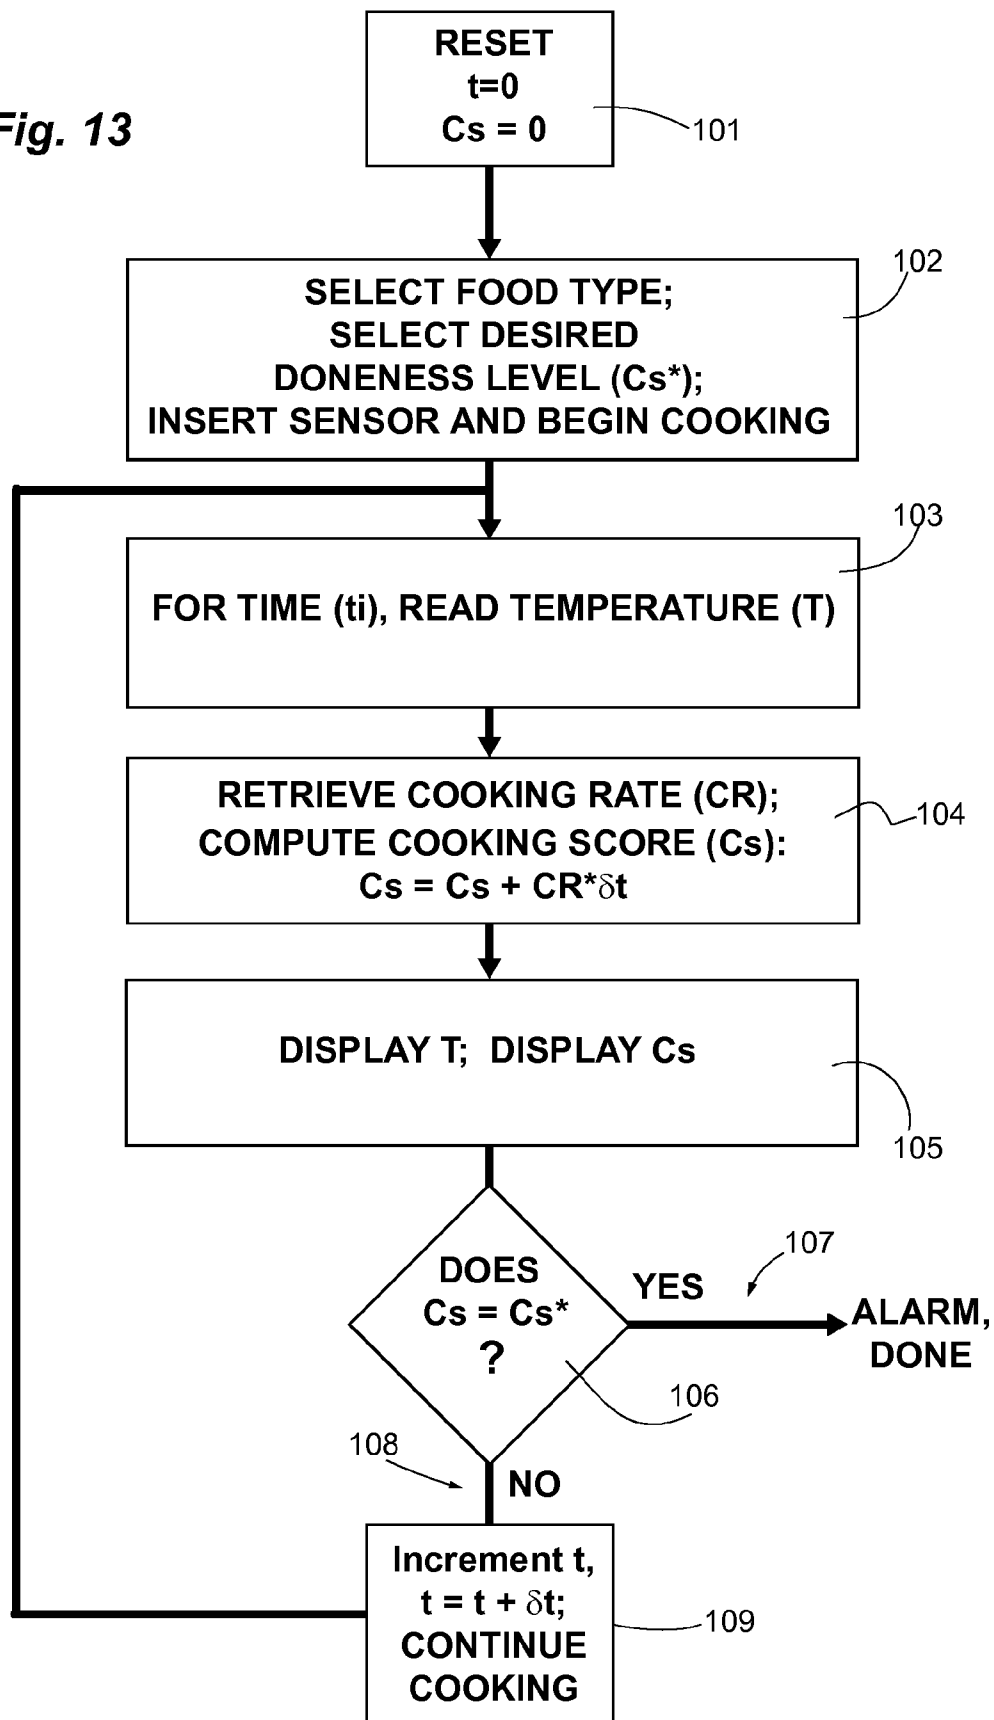 RESET
t=0
Cs = 0
Fig. 13
101
102
SELECT FOOD TYPE;
SELECT DESIRED
DONENESS LEVEL (Cs*);
INSERT SENSOR AND BEGIN COOKING
103
FOR TIME (ti), READ TEMPERATURE (T)
RETRIEVE COOKING RATE (CR);
COMPUTE COOKING SCORE (Cs):
Cs = Cs + CR*δt
104
DISPLAY T; DISPLAY Cs
105
DOES
Cs = Cs*
?
YES
107
ALARM,
DONE
106
108
NO
Increment t,
t = t + δt;
CONTINUE
COOKING
109